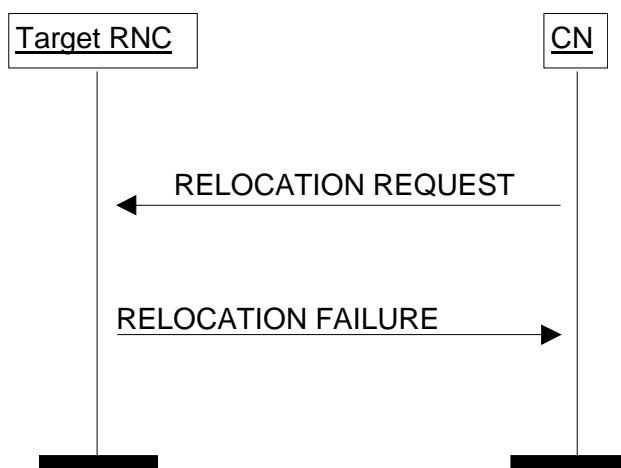 Target RNC
CN
RELOCATION REQUEST
RELOCATION FAILURE